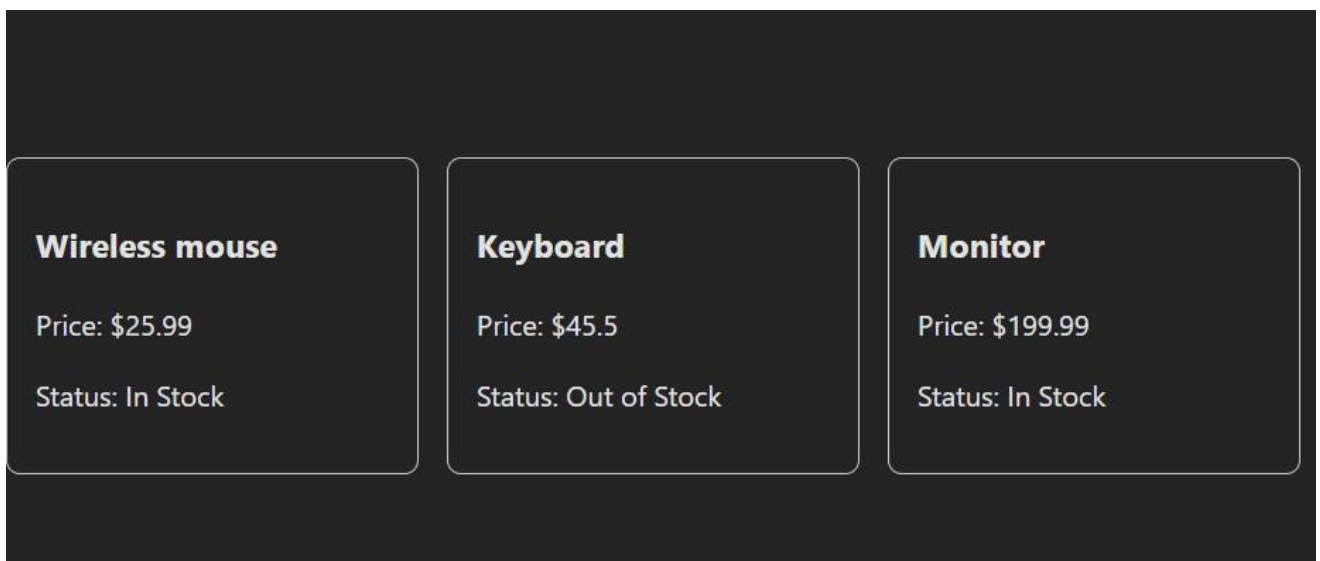 Wireless mouse
Price: $25.99
Status: In Stock
Keyboard
Price: $45.5
Status: Out of Stock
Monitor
Price: $199.99
Status: In Stock